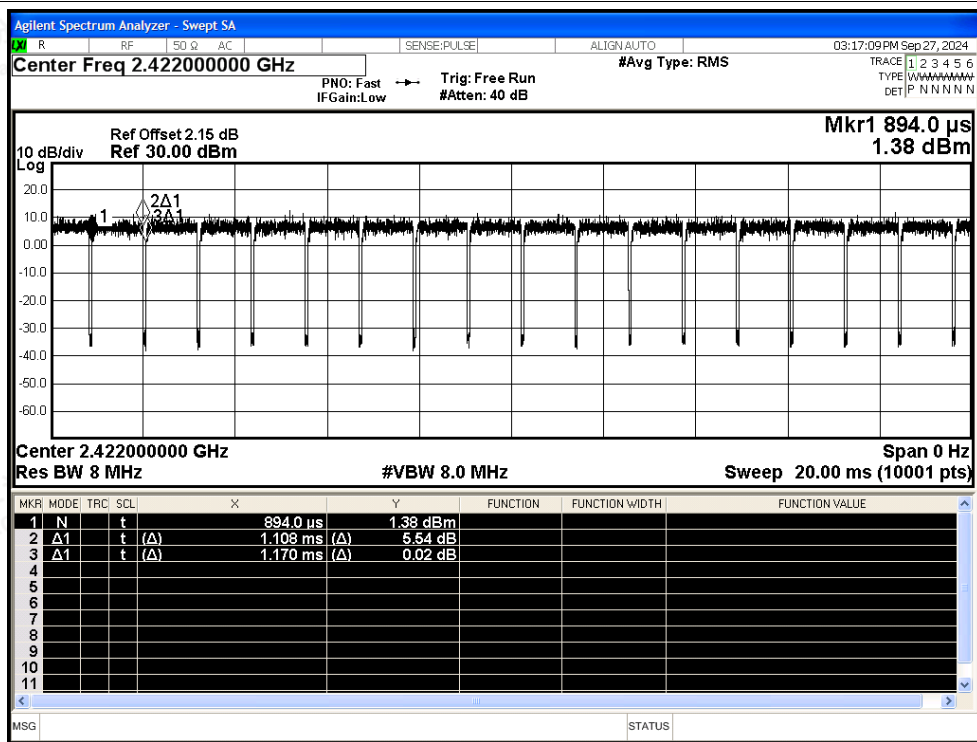 Agilent Spectrum Analyzer - Swept SA
LXI R RF 50 Ω AC SENSE:PULSE ALIGN AUTO 03:17:09 PM Sep 27, 2024
Center Freq 2.422000000 GHz
PNO: Fast
IFGain:Low
Trig: Free Run
#Atten: 40 dB
#Avg Type: RMS
TRACE 1 2 3 4 5 6
TYPE WWWWWW
DET P N N N N N
Mkr1 894.0 µs
1.38 dBm
Ref Offset 2.15 dB
10 dB/div Ref 30.00 dBm
Log
20.0
10.0
0.00
-10.0
-20.0
-30.0
-40.0
-50.0
-60.0
1
2Δ1
3Δ1
Center 2.422000000 GHz Span 0 Hz
Res BW 8 MHz #VBW 8.0 MHz Sweep 20.00 ms (10001 pts)
MKR MODE TRC SCL X Y FUNCTION FUNCTION WIDTH FUNCTION VALUE
1 N t 894.0 µs 1.38 dBm
2 Δ1 t (Δ) 1.108 ms (Δ) 5.54 dB
3 Δ1 t (Δ) 1.170 ms (Δ) 0.02 dB
4
5
6
7
8
9
10
11
MSG STATUS